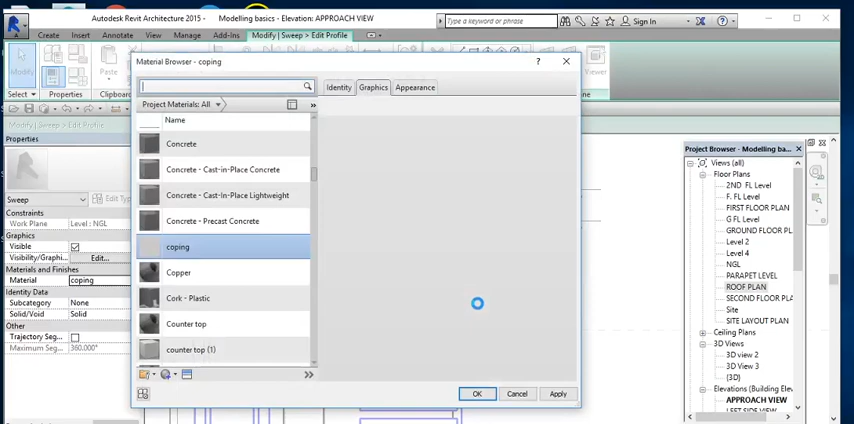 Autodesk Revit Architecture 2015 - Modelling basics - Elevation: APPROACH VIEW
Type a keyword or phrase
Sign In
Create Insert Annotate View Manage Add-Ins Modify | Sweep > Edit Profile
Modify
Viewer
Select Properties Clipboard
Modify | Sweep > Edit Profile
Properties
Sweep
Edit Type
Constraints
Work Plane Level : NGL
Graphics
Visible
Visibility/Graphi... Edit...
Materials and Finishes
Material coping
Identity Data
Subcategory None
Solid/Void Solid
Other
Trajectory Seg...
Maximum Seg... 360.000°
Material Browser - coping
?
Project Materials: All
Name
Concrete
Concrete - Cast-in-Place Concrete
Concrete - Cast-In-Place Lightweight
Concrete - Precast Concrete
coping
Copper
Cork - Plastic
Counter top
counter top (1)
Identity Graphics Appearance
OK Cancel Apply
Project Browser - Modelling ba...
Views (all)
Floor Plans
2ND FL Level
F. FL Level
FIRST FLOOR PLAN
G FL Level
GROUND FLOOR PL
Level 2
Level 4
NGL
PARAPET LEVEL
ROOF PLAN
SECOND FLOOR PLAN
Site
SITE LAYOUT PLAN
Ceiling Plans
3D Views
3D view 2
3D View 3
{3D}
Elevations (Building Elev
APPROACH VIEW
LEFT SIDE VIEW